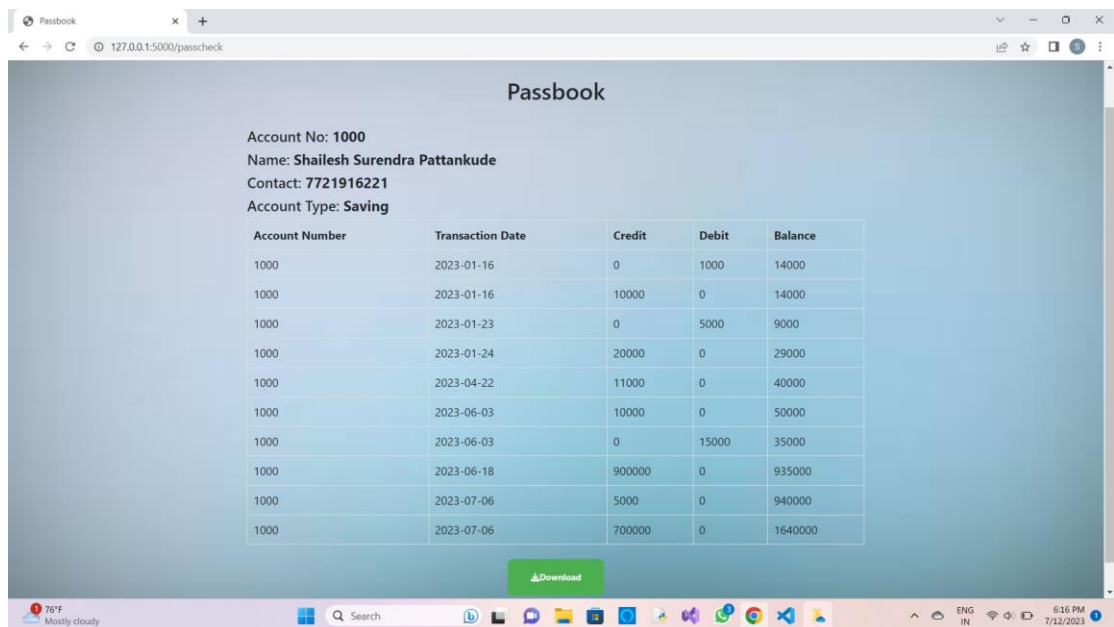 Passbook
127.0.0.1:5000/passcheck
S
Passbook
Account No: 1000
Name: Shailesh Surendra Pattankude
Contact: 7721916221
Account Type: Saving
Account Number Transaction Date Credit Debit Balance
1000 2023-01-16 0 1000 14000
1000 2023-01-16 10000 0 14000
1000 2023-01-23 0 5000 9000
1000 2023-01-24 20000 0 29000
1000 2023-04-22 11000 0 40000
1000 2023-06-03 10000 0 50000
1000 2023-06-03 0 15000 35000
1000 2023-06-18 900000 0 935000
1000 2023-07-06 5000 0 940000
1000 2023-07-06 700000 0 1640000
Download
1 76°F Search 3 ENG 6:16 PM 1
Mostly cloudy IN 7/12/2023